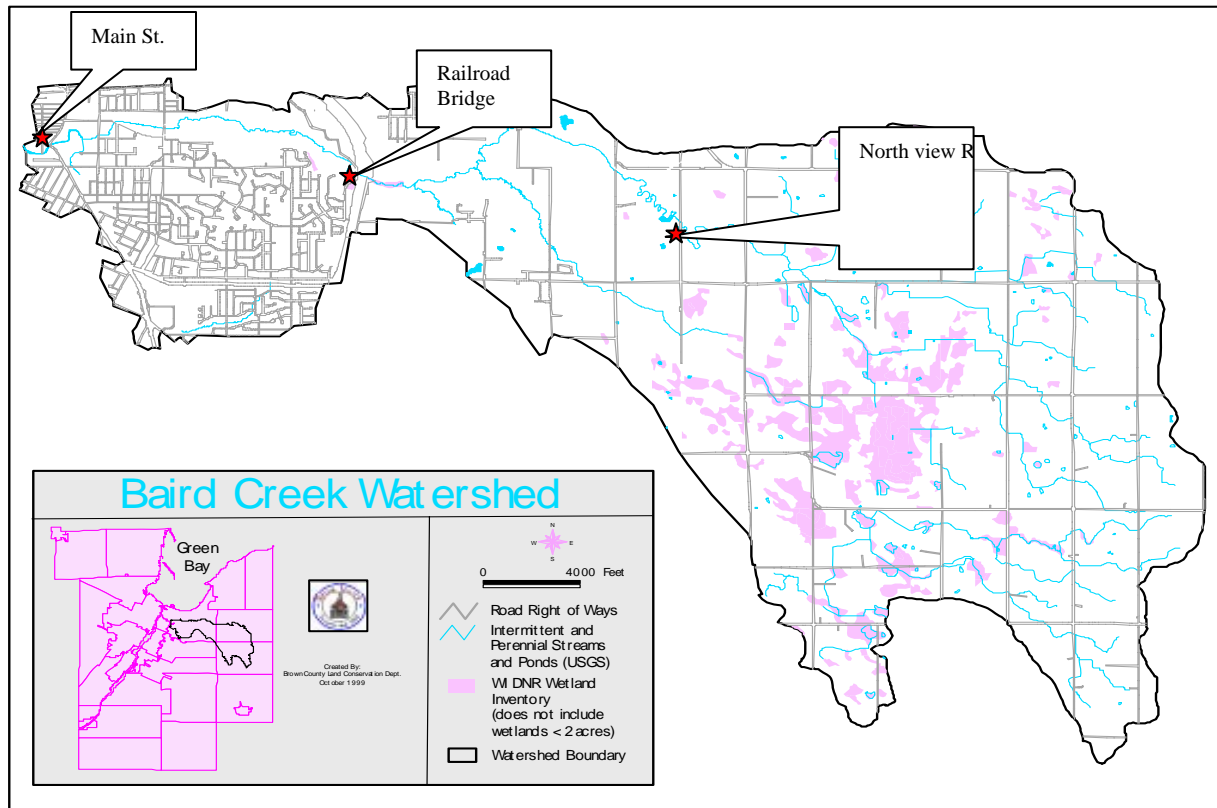 Main St.
Railroad
Bridge
North view R
Baird Creek Watershed
Green
Bay
Created By:
Brown County Land Conservation Dept.
October 1999
N
W E
S
0 4000 Feet
Road Right of Ways
Intermittent and
Perennial Streams
and Ponds (USGS)
WI DNR Wetland
Inventory
(does not include
wetlands < 2 acres)
Watershed Boundary